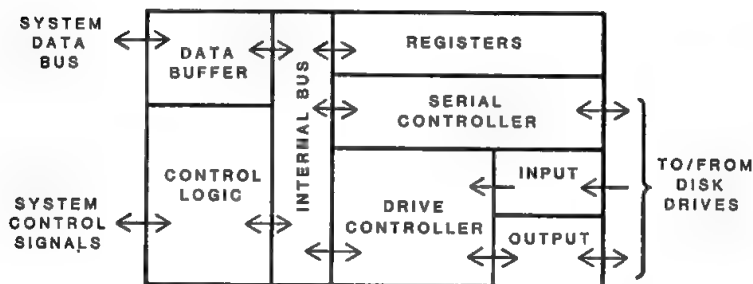 SYSTEM
DATA
BUS
DATA
BUFFER
INTERNAL BUS
REGISTERS
SERIAL
CONTROLLER
SYSTEM
CONTROL
SIGNALS
CONTROL
LOGIC
DRIVE
CONTROLLER
INPUT
OUTPUT
TO/FROM
DISK
DRIVES